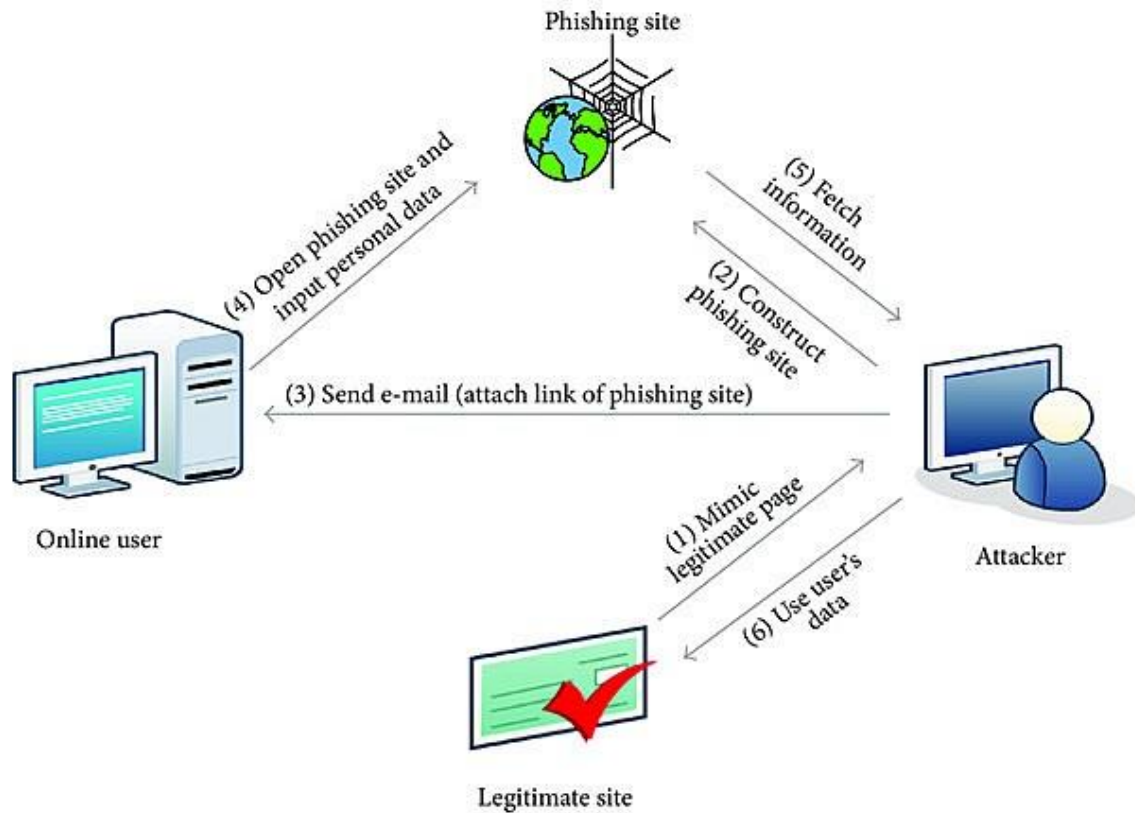 Phishing site
(4) Open phishing site and
input personal data
(5) Fetch
information
(2) Construct
phishing site
(3) Send e-mail (attach link of phishing site)
Online user
(1) Mimic
legitimate page
Attacker
(6) Use user's
data
Legitimate site